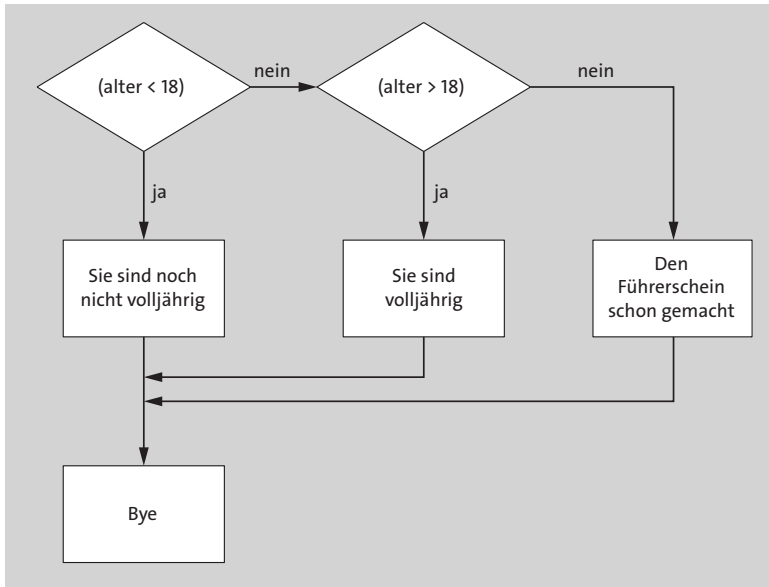 (alter < 18)
nein
(alter > 18)
nein
ja
ja
Sie sind noch
nicht volljährig
Sie sind
volljährig
Den
Führerschein
schon gemacht
Bye